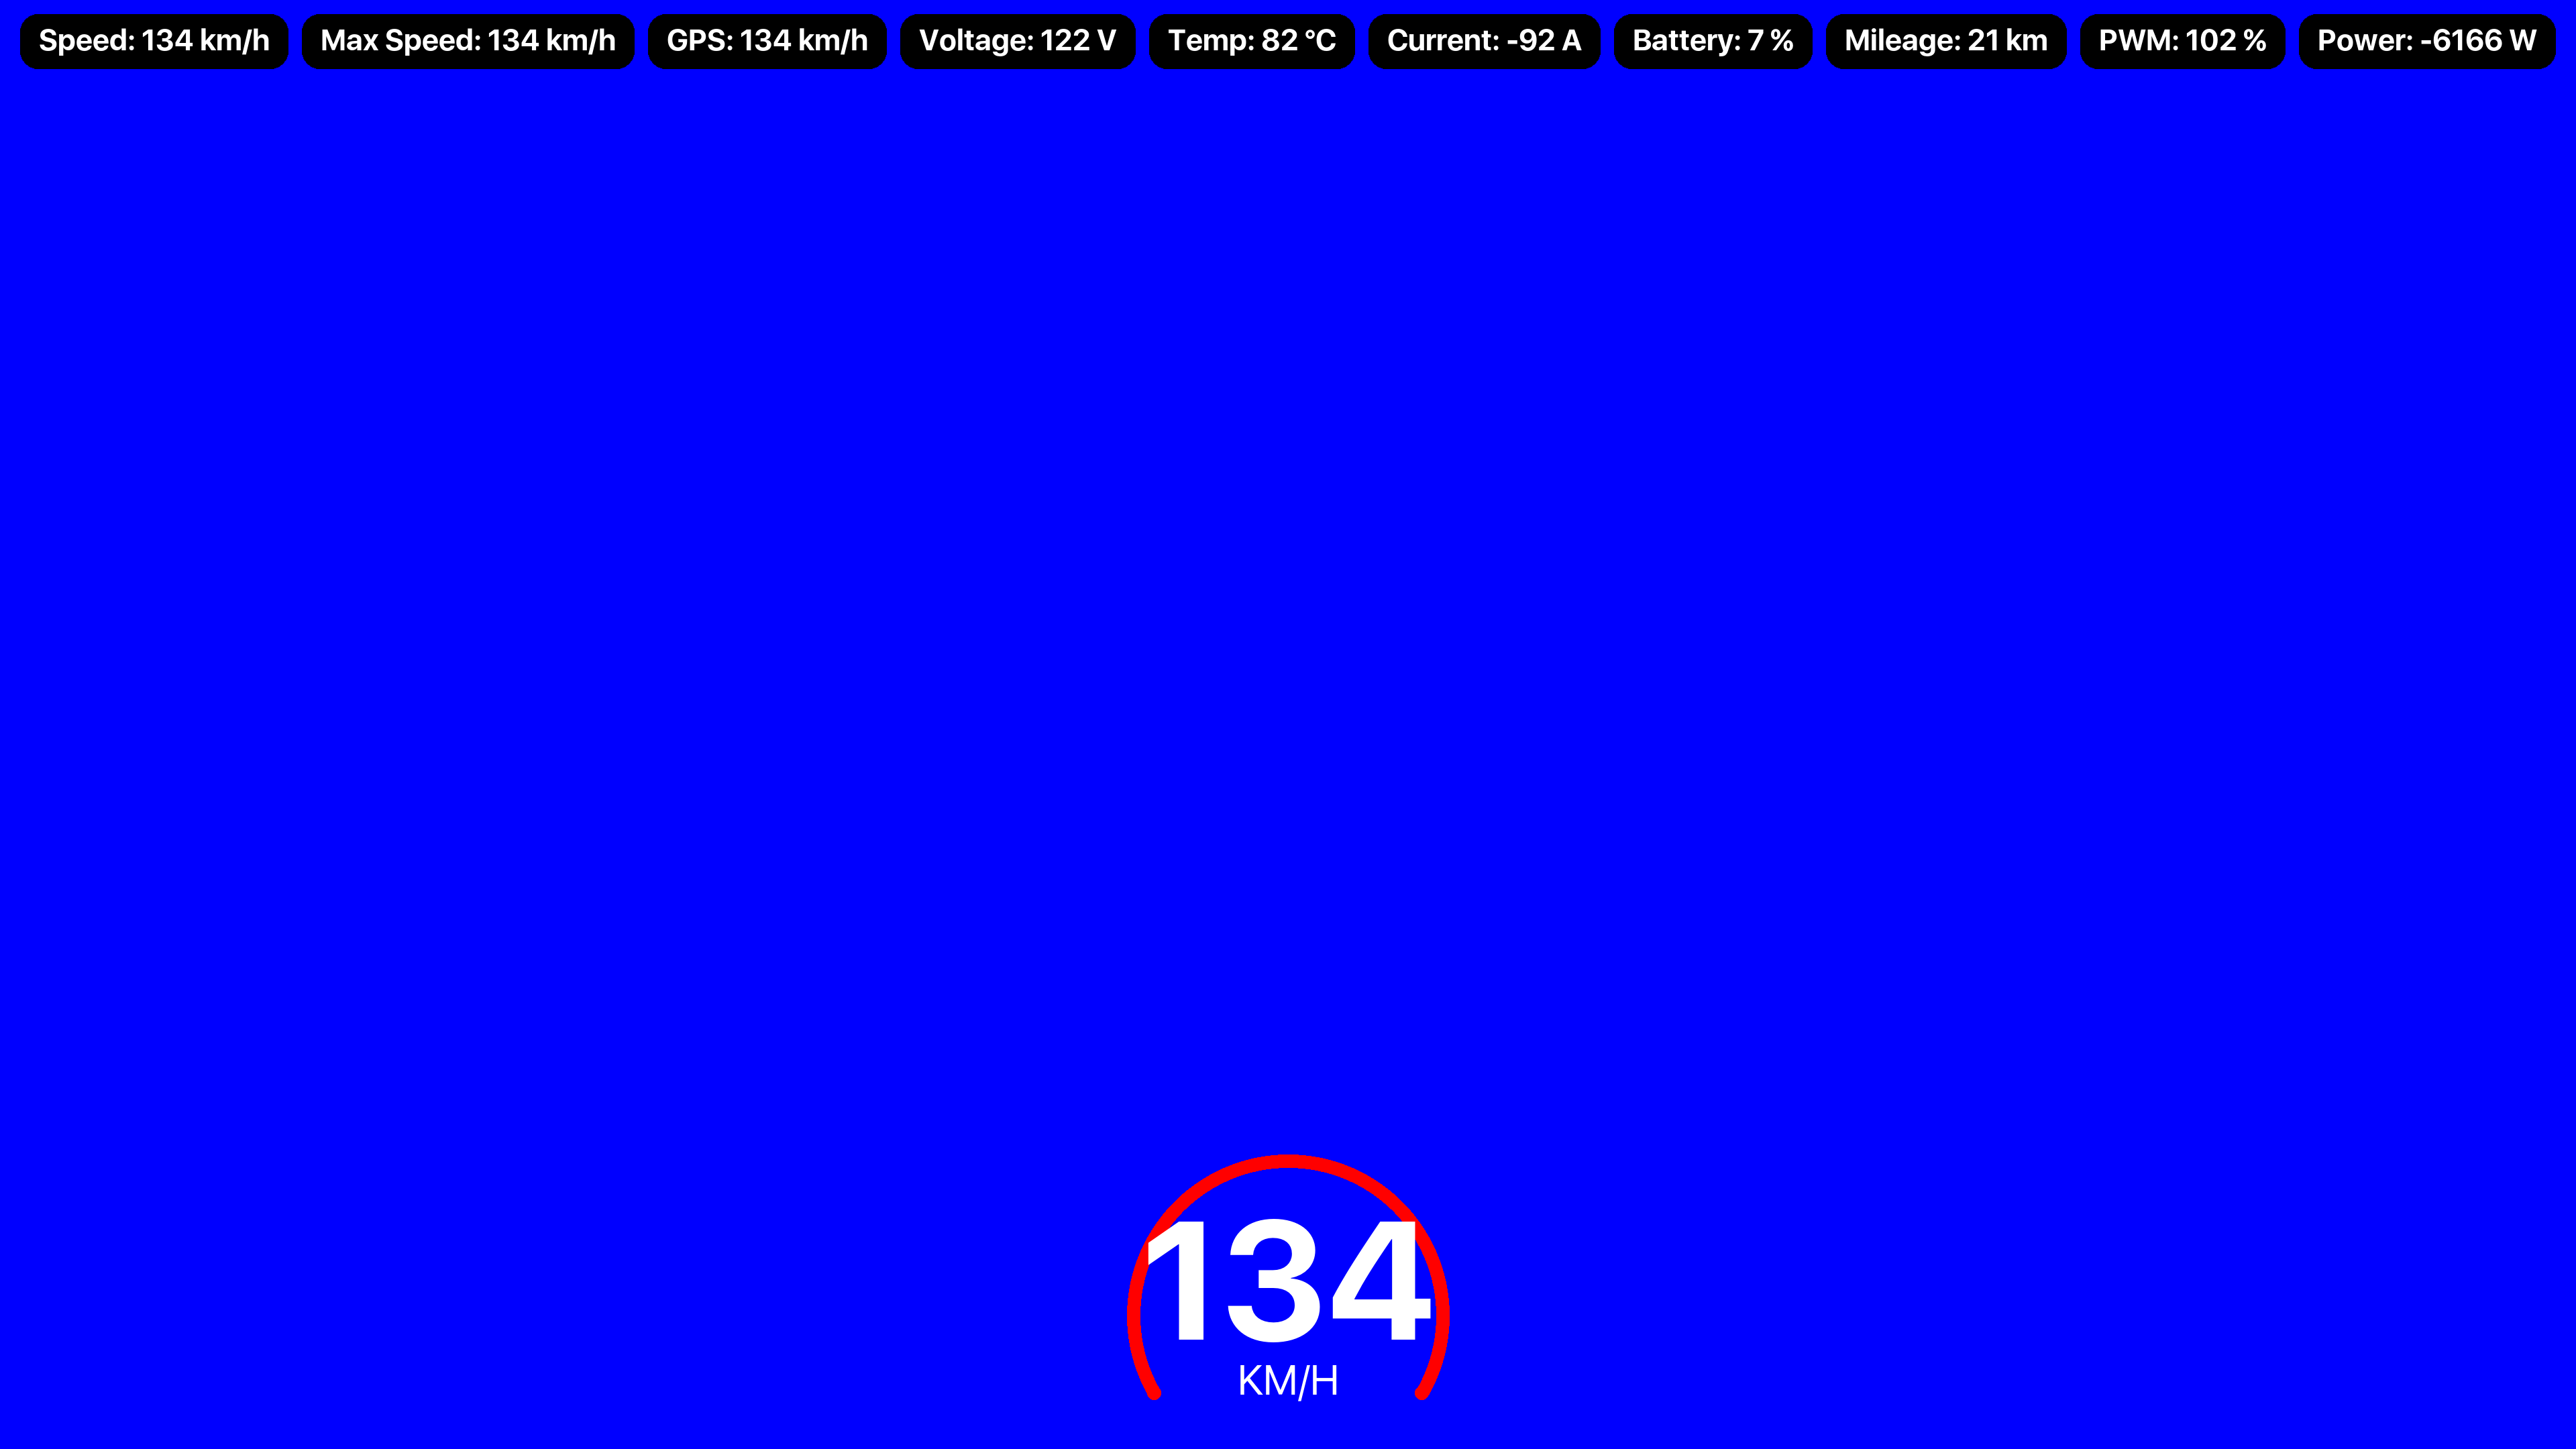 Speed: 134 km/h Max Speed: 134 km/h GPS: 134 km/h Voltage: 122 V Temp: 82 °C Current: -92 A Battery: 7 % Mileage: 21 km PWM: 102 % Power: -6166 W
134
KM/H